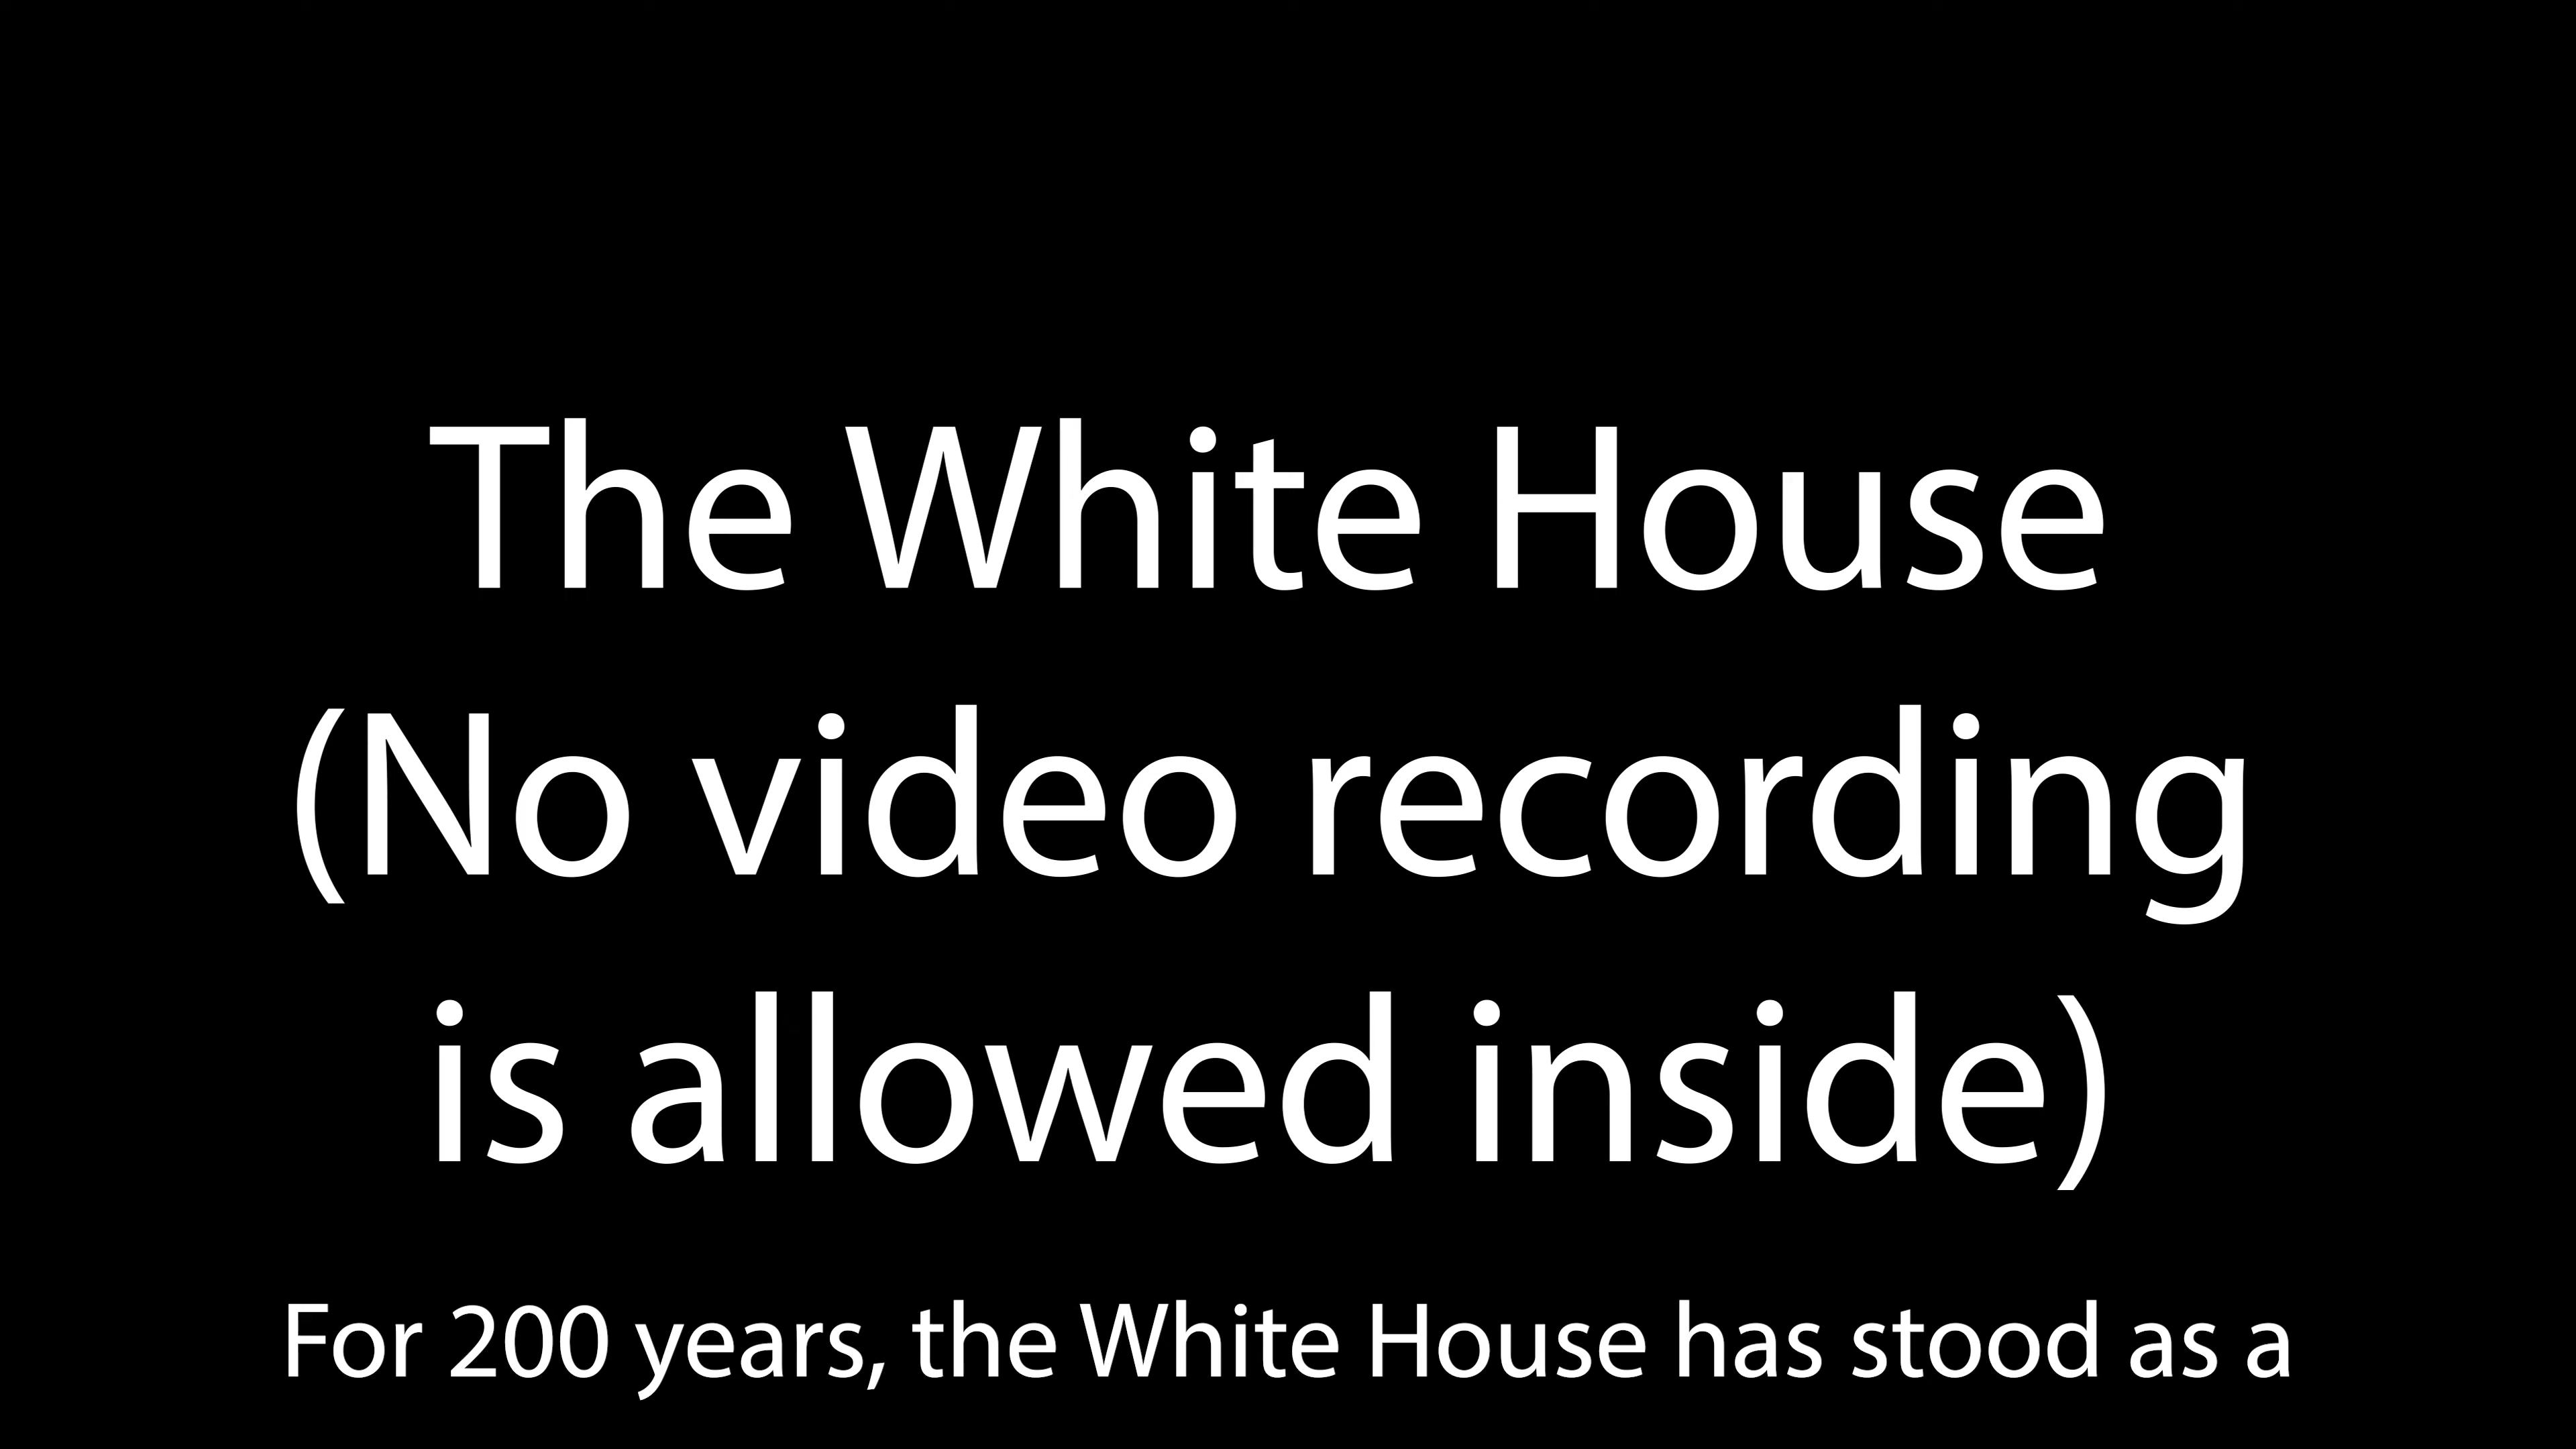 The White House
(No video recording
is allowed inside)
For 200 years, the White House has stood as a